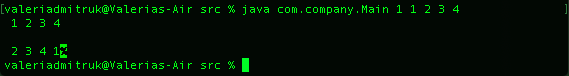 [valeriadmitruk@Valerias-Air src % java com.company.Main 1 1 2 3 4
1 2 3 4
2 3 4 1%
valeriadmitruk@Valerias-Air src %